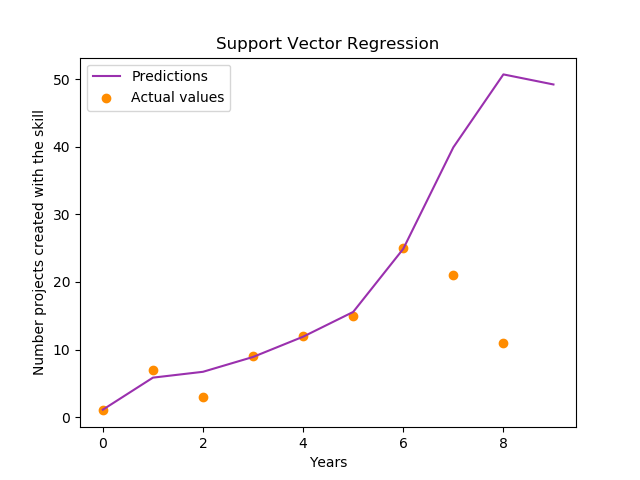 Support Vector Regression
Predictions
Actual values
Number projects created with the skill
50
40
30
20
10
0
0 2 4 6 8
Years